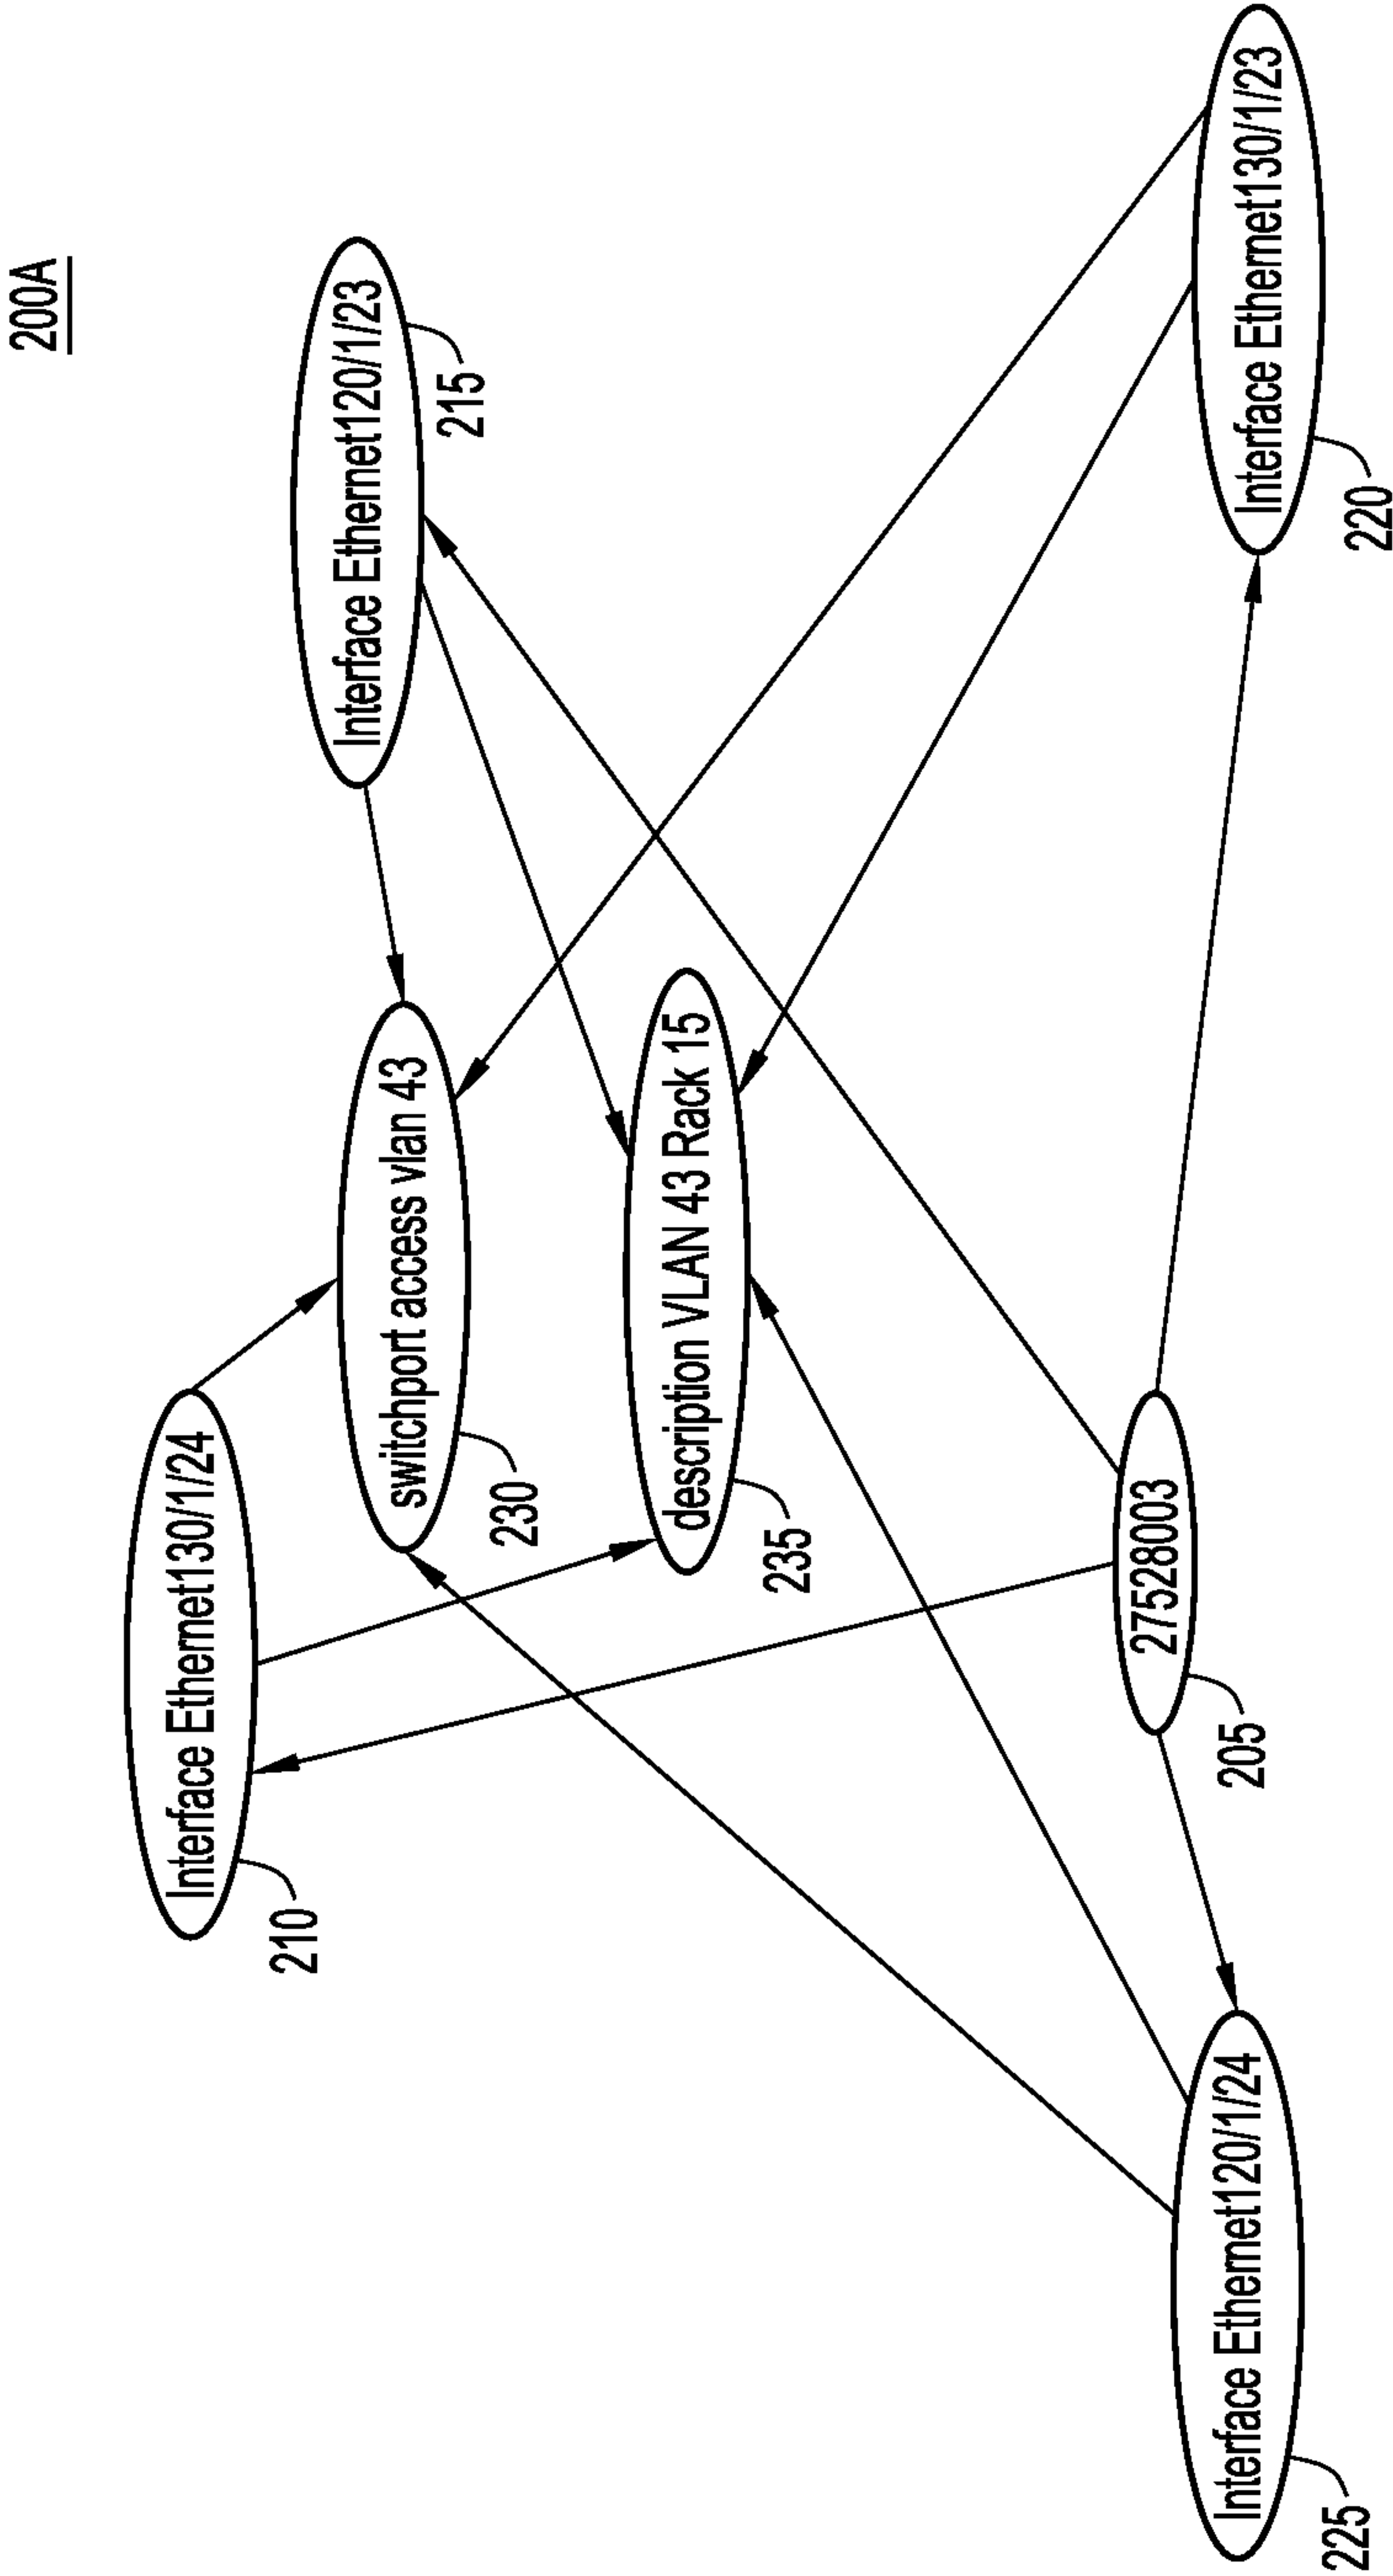 200A
Interface Ethernet130/1/24
210
Interface Ethernet120/1/23
215
switchport access vlan 43
230
description VLAN 43 Rack 15
235
27528003
205
Interface Ethernet120/1/24
225
Interface Ethernet130/1/23
220